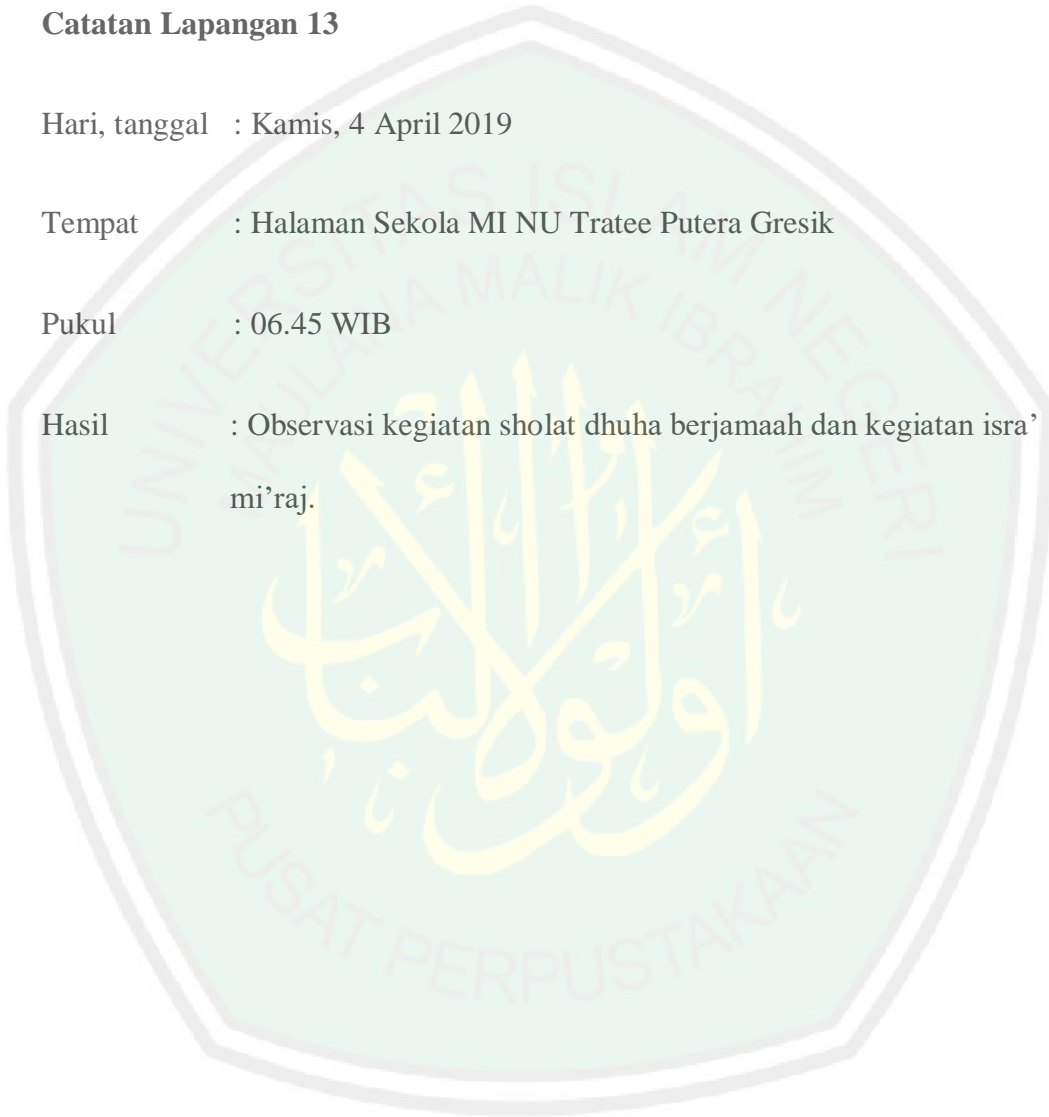 Catatan Lapangan 13
Hari, tanggal : Kamis, 4 April 2019
Tempat : Halaman Sekola MI NU Tratee Putera Gresik
Pukul : 06.45 WIB
Hasil : Observasi kegiatan sholat dhuha berjamaah dan kegiatan isra’
mi’raj.
UNIVERSITAS ISLAM NEGERI
MAULANA MALIK IBRAHIM
أولوا الألباب
PUSAT PERPUSTAKAAN